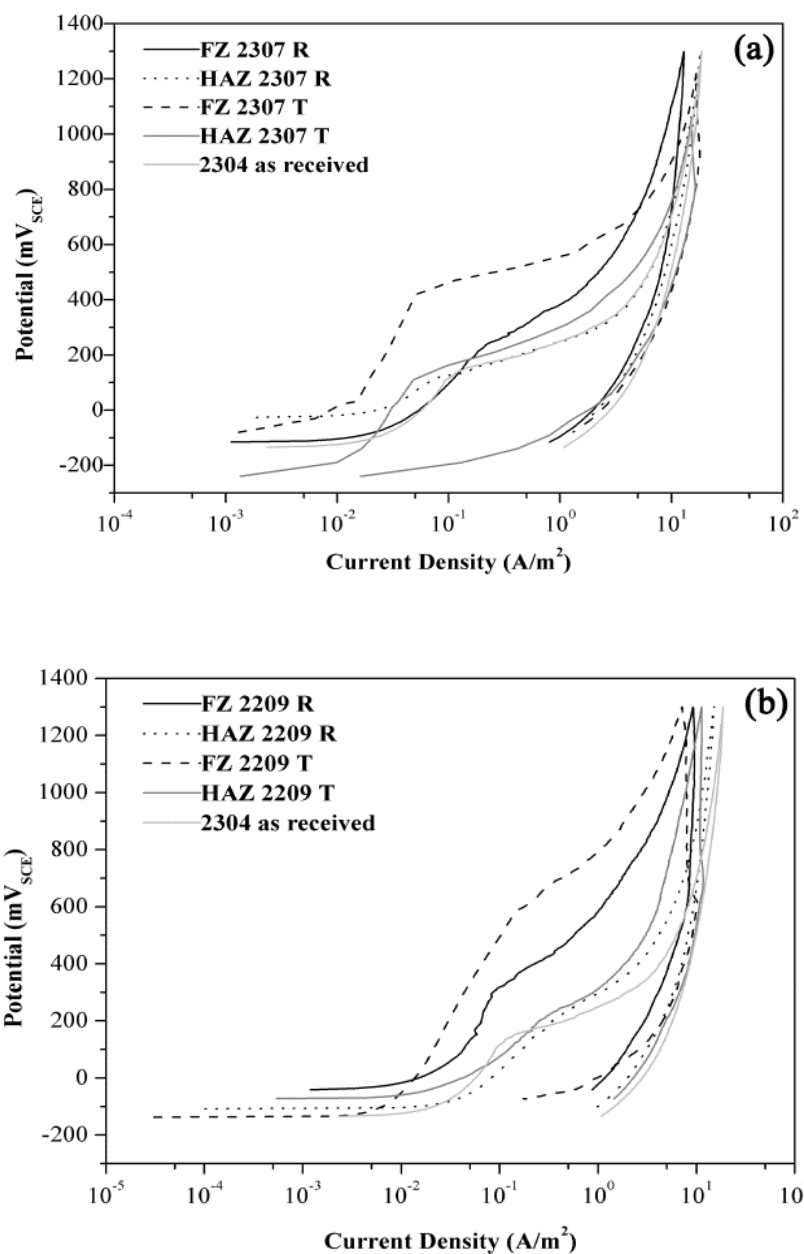 (a)
FZ 2307 R
HAZ 2307 R
FZ 2307 T
HAZ 2307 T
2304 as received
1400
1200
1000
800
600
400
200
0
-200
Potential (mV_SCE)
10^-4 10^-3 10^-2 10^-1 10^0 10^1 10^2
Current Density (A/m^2)
(b)
FZ 2209 R
HAZ 2209 R
FZ 2209 T
HAZ 2209 T
2304 as received
1400
1200
1000
800
600
400
200
0
-200
Potential (mV_SCE)
10^-5 10^-4 10^-3 10^-2 10^-1 10^0 10^1 10
Current Density (A/m^2)